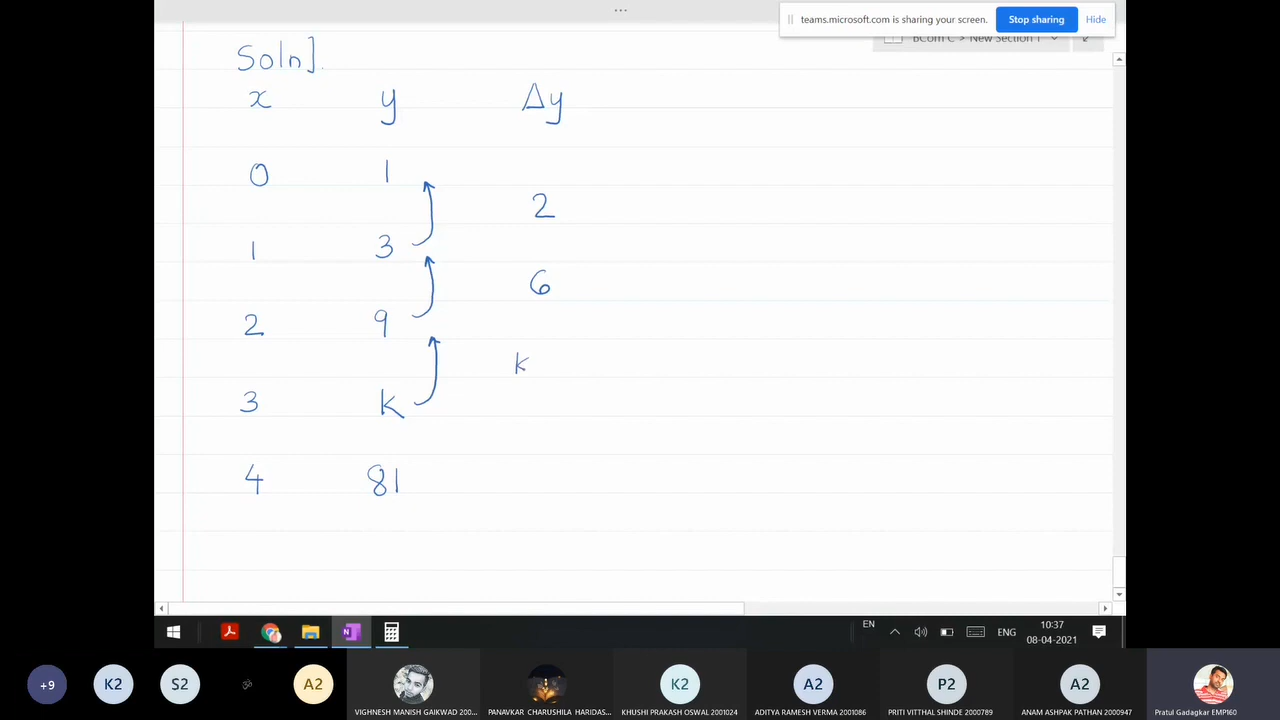 teams.microsoft.com is sharing your screen. Stop sharing Hide
BCom C > New Section 1
Soln].
x y Δy
0 1
2
1 3
6
2 9
k
3 k
4 81
EN ENG 10:37
08-04-2021
+9 K2 S2 A2 K2 A2 P2 A2
VIGHNESH MANISH GAIKWAD 200... PANAVKAR CHARUSHILA HARIDAS... KHUSHI PRAKASH OSWAL 2001024 ADITYA RAMESH VERMA 2001086 PRITI VITTHAL SHINDE 2000789 ANAM ASHPAK PATHAN 2000947 Pratul Gadagkar EMP160